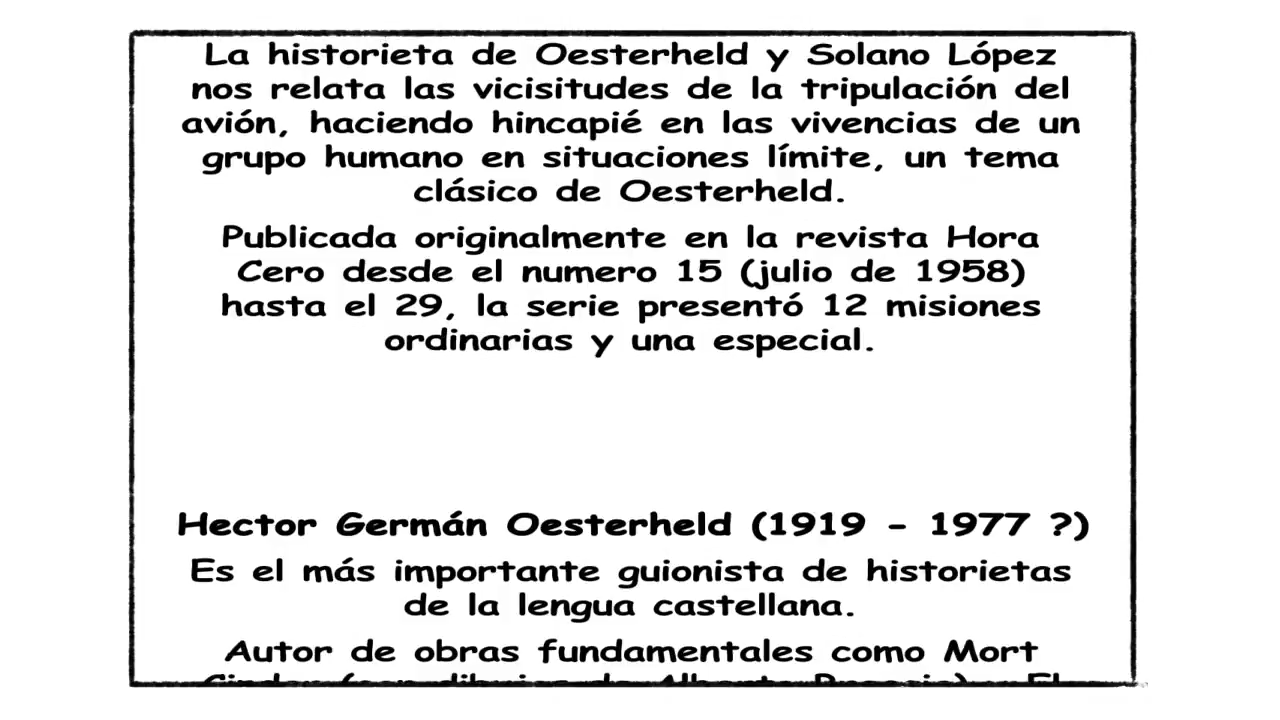 La historieta de Oesterheld y Solano López
nos relata las vicisitudes de la tripulación del
avión, haciendo hincapié en las vivencias de un
grupo humano en situaciones límite, un tema
clásico de Oesterheld.
Publicada originalmente en la revista Hora
Cero desde el numero 15 (julio de 1958)
hasta el 29, la serie presentó 12 misiones
ordinarias y una especial.
Hector Germán Oesterheld (1919 - 1977 ?)
Es el más importante guionista de historietas
de la lengua castellana.
Autor de obras fundamentales como Mort